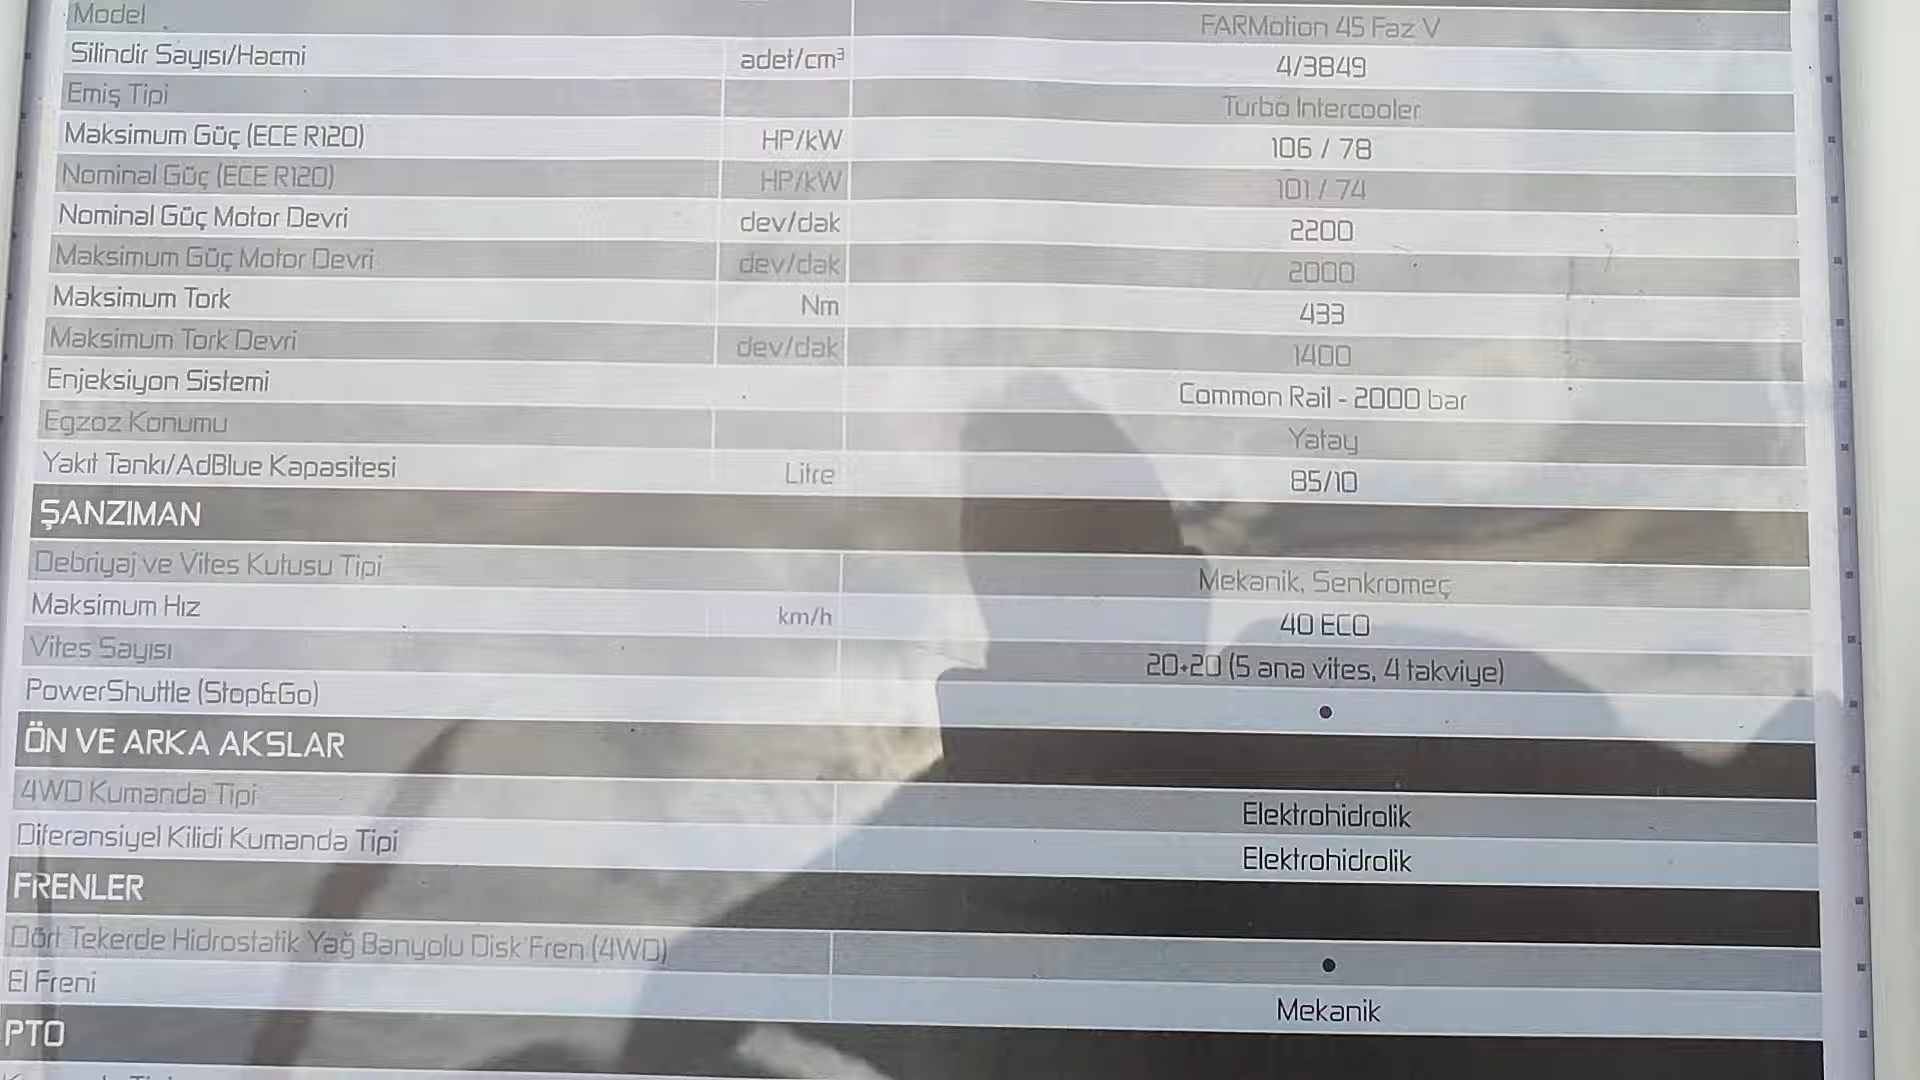 Model FARMotion 45 Faz V
Silindir Sayısı/Hacmi adet/cm³ 4/3849
Emiş Tipi Turbo Intercooler
Maksimum Güç (ECE R120) HP/kW 106 / 78
Nominal Güç (ECE R120) HP/kW 101 / 74
Nominal Güç Motor Devri dev/dak 2200
Maksimum Güç Motor Devri dev/dak 2000
Maksimum Tork Nm 433
Maksimum Tork Devri dev/dak 1400
Enjeksiyon Sistemi Common Rail - 2000 bar
Egzoz Konumu Yatay
Yakıt Tankı/AdBlue Kapasitesi Litre 85/10
ŞANZIMAN
Debriyaj ve Vites Kutusu Tipi Mekanik, Senkromeç
Maksimum Hız km/h 40 ECO
Vites Sayısı 20+20 (5 ana vites, 4 takviye)
PowerShuttle (Stop&Go) •
ÖN VE ARKA AKSLAR
4WD Kumanda Tipi Elektrohidrolik
Diferansiyel Kilidi Kumanda Tipi Elektrohidrolik
FRENLER
Dört Tekerde Hidrostatik Yağ Banyolu Disk Fren (4WD) •
El Freni Mekanik
PTO